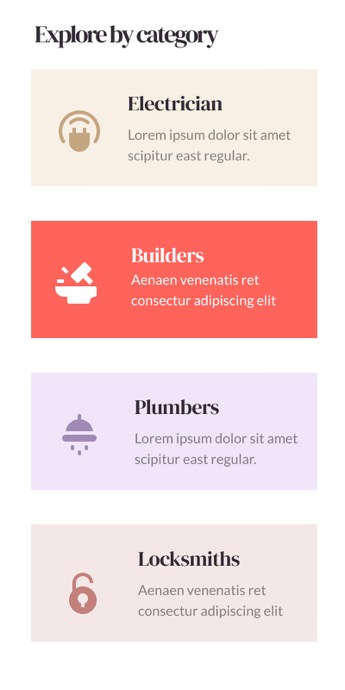 Explore by category
Electrician
Lorem ipsum dolor sit amet
scipitur east regular.
Builders
Aenaen venenatis ret
consectur adipiscing elit
Plumbers
Lorem ipsum dolor sit amet
scipitur east regular.
Locksmiths
Aenaen venenatis ret
consectur adipiscing elit